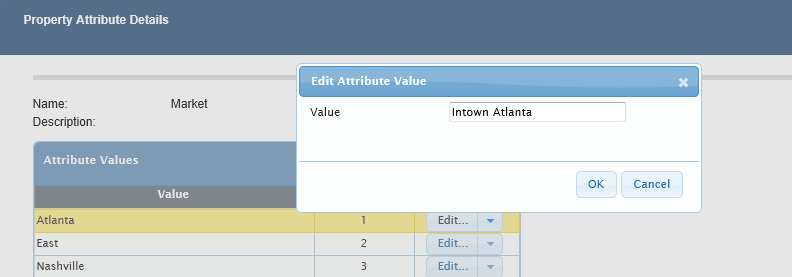 Property Attribute Details
Edit Attribute Value
Name: Market
Value Intown Atlanta
Description:
Attribute Values
OK Cancel
Value
Atlanta 1 Edit...
East 2 Edit...
Nashville 3 Edit...